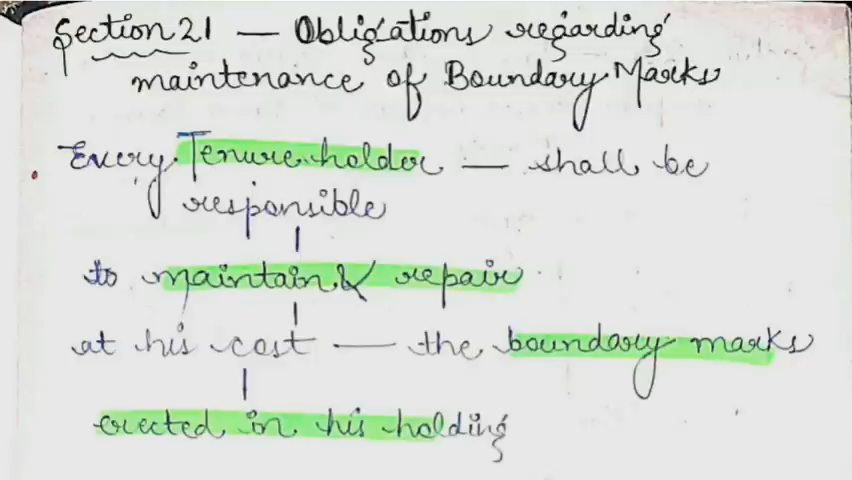 Section 21 — Obligations regarding
maintenance of Boundary Marks
Every Tenure holder — shall be
responsible
to maintain & repair
at his cost — the boundary marks
erected in his holding